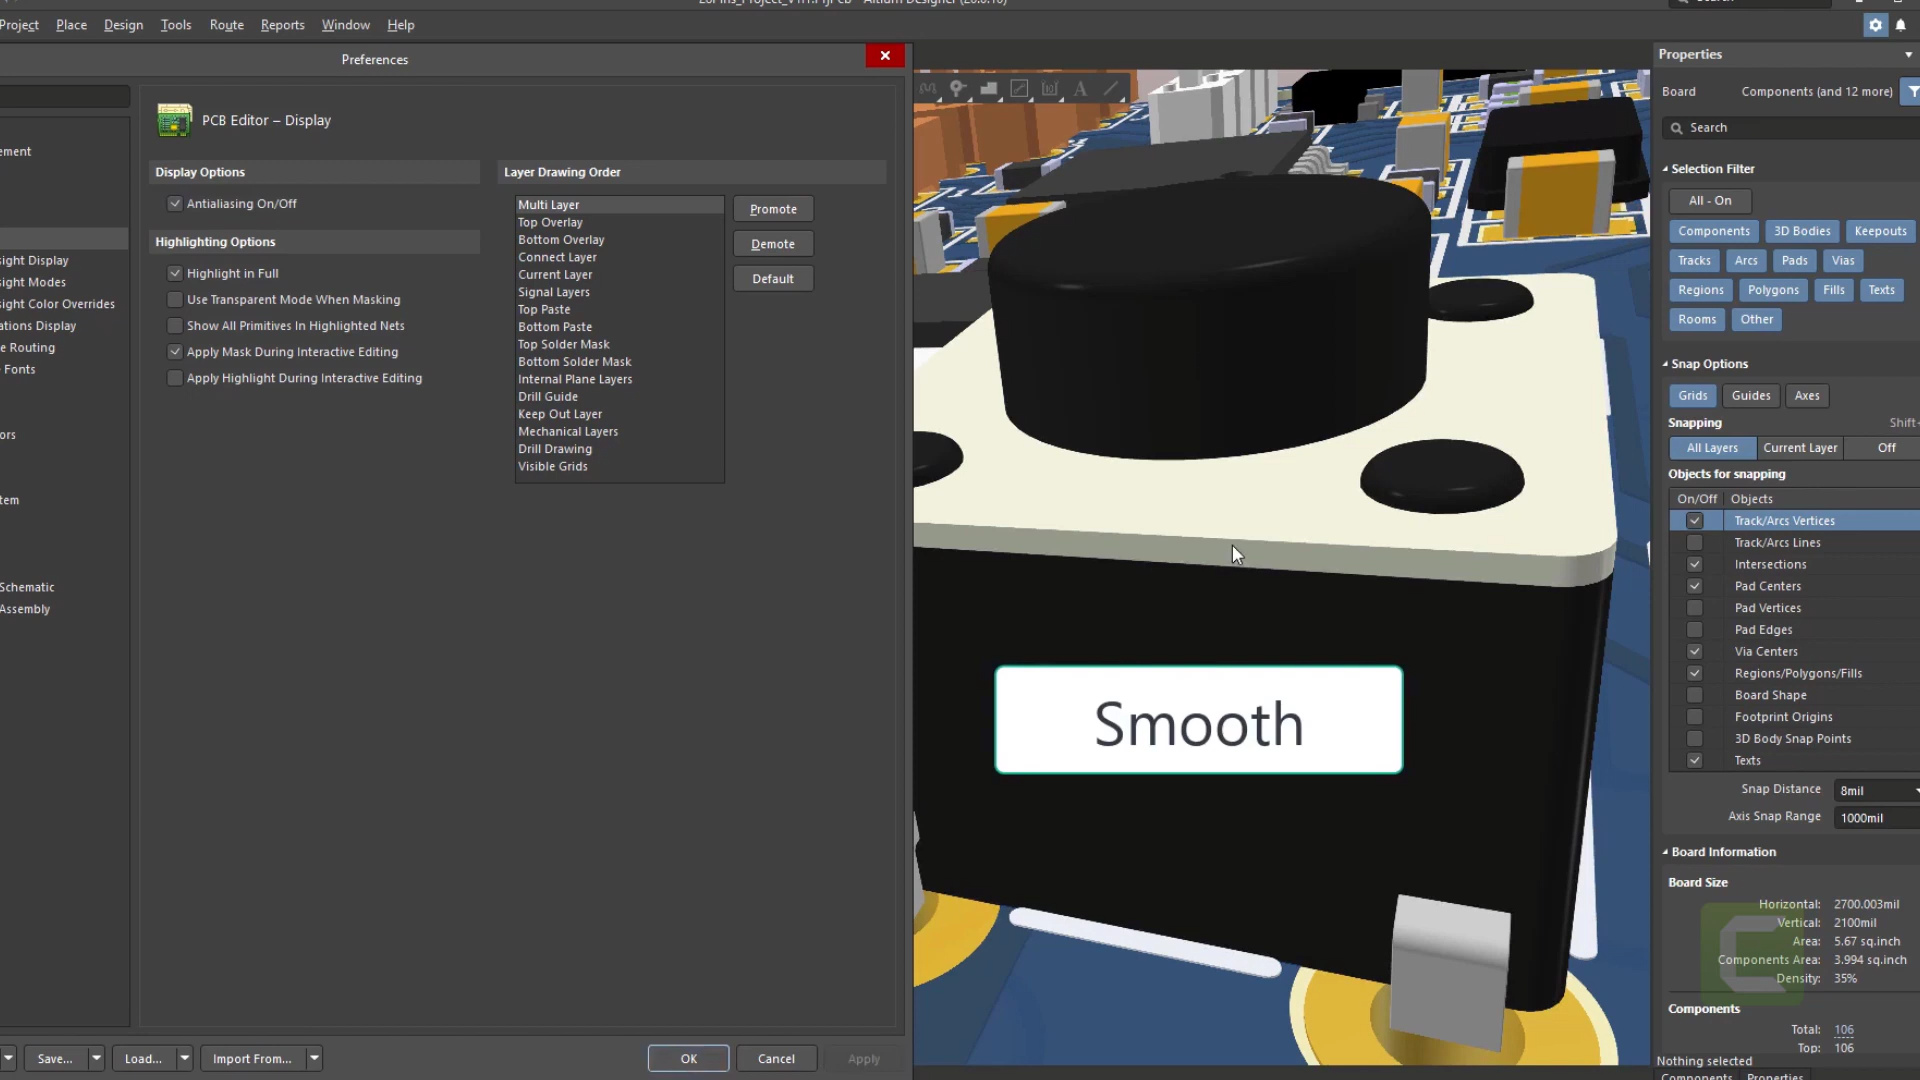 Project Place Design Tools Route Reports Window Help
Preferences
PCB Editor – Display
Display Options
Antialiasing On/Off
Highlighting Options
Highlight in Full
Use Transparent Mode When Masking
Show All Primitives In Highlighted Nets
Apply Mask During Interactive Editing
Apply Highlight During Interactive Editing
Layer Drawing Order
Multi Layer
Top Overlay
Bottom Overlay
Connect Layer
Current Layer
Signal Layers
Top Paste
Bottom Paste
Top Solder Mask
Bottom Solder Mask
Internal Plane Layers
Drill Guide
Keep Out Layer
Mechanical Layers
Drill Drawing
Visible Grids
Promote
Demote
Default
ement
sight Display
sight Modes
sight Color Overrides
ations Display
e Routing
e Fonts
ors
tem
Schematic
Assembly
Save... Load... Import From...
OK Cancel Apply
Smooth
Properties
Board Components (and 12 more)
Search
Selection Filter
All - On
Components 3D Bodies Keepouts
Tracks Arcs Pads Vias
Regions Polygons Fills Texts
Rooms Other
Snap Options
Grids Guides Axes
Snapping Shift+
All Layers Current Layer Off
Objects for snapping
On/Off Objects
Track/Arcs Vertices
Track/Arcs Lines
Intersections
Pad Centers
Pad Vertices
Pad Edges
Via Centers
Regions/Polygons/Fills
Board Shape
Footprint Origins
3D Body Snap Points
Texts
Snap Distance 8mil
Axis Snap Range 1000mil
Board Information
Board Size
Horizontal: 2700.003mil
Vertical: 2100mil
Area: 5.67 sq.inch
Components Area: 3.994 sq.inch
Density: 35%
Components
Total: 106
Top: 106
Nothing selected
Components Properties